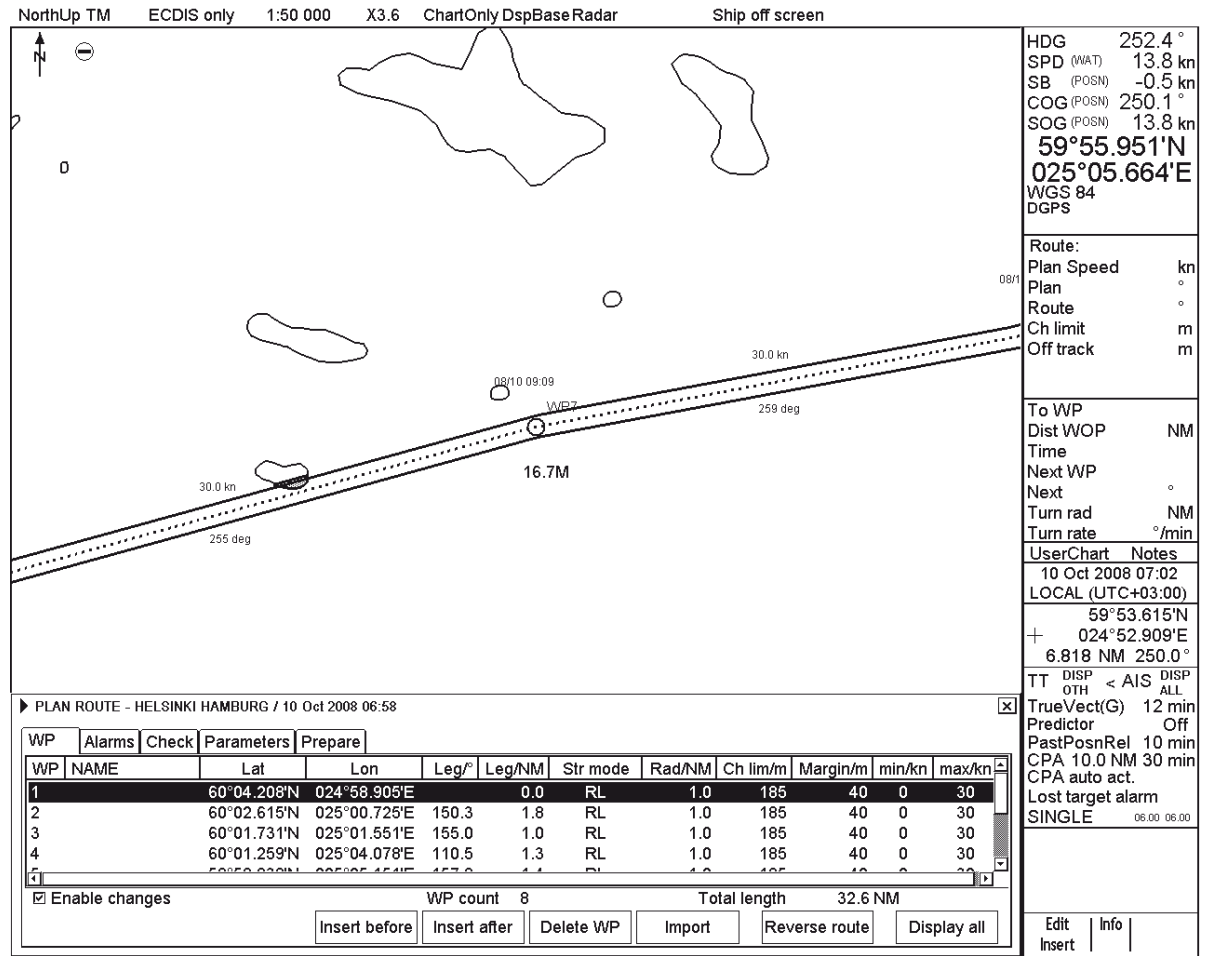 NorthUp TM ECDIS only 1:50 000 X3.6 ChartOnly DspBase Radar Ship off screen
N
0
08/1
30.0 kn
259 deg
08/10 09:09
WP7
16.7M
30.0 kn
255 deg
HDG 252.4 °
SPD (WAT) 13.8 kn
SB (POSN) -0.5 kn
COG (POSN) 250.1 °
SOG (POSN) 13.8 kn
59°55.951'N
025°05.664'E
WGS 84
DGPS
Route:
Plan Speed kn
Plan °
Route °
Ch limit m
Off track m
To WP
Dist WOP NM
Time
Next WP
Next °
Turn rad NM
Turn rate °/min
UserChart Notes
10 Oct 2008 07:02
LOCAL (UTC+03:00)
59°53.615'N
024°52.909'E
6.818 NM 250.0°
TT DISP OTH < AIS DISP ALL
TrueVect(G) 12 min
Predictor Off
PastPosnRel 10 min
CPA 10.0 NM 30 min
CPA auto act.
Lost target alarm
SINGLE 06.00 06.00
Edit Info
Insert
PLAN ROUTE - HELSINKI HAMBURG / 10 Oct 2008 06:58
WP Alarms Check Parameters Prepare
WP NAME Lat Lon Leg/° Leg/NM Str mode Rad/NM Ch lim/m Margin/m min/kn max/kn
1 60°04.208'N 024°58.905'E 0.0 RL 1.0 185 40 0 30
2 60°02.615'N 025°00.725'E 150.3 1.8 RL 1.0 185 40 0 30
3 60°01.731'N 025°01.551'E 155.0 1.0 RL 1.0 185 40 0 30
4 60°01.259'N 025°04.078'E 110.5 1.3 RL 1.0 185 40 0 30
Enable changes WP count 8 Total length 32.6 NM
Insert before Insert after Delete WP Import Reverse route Display all